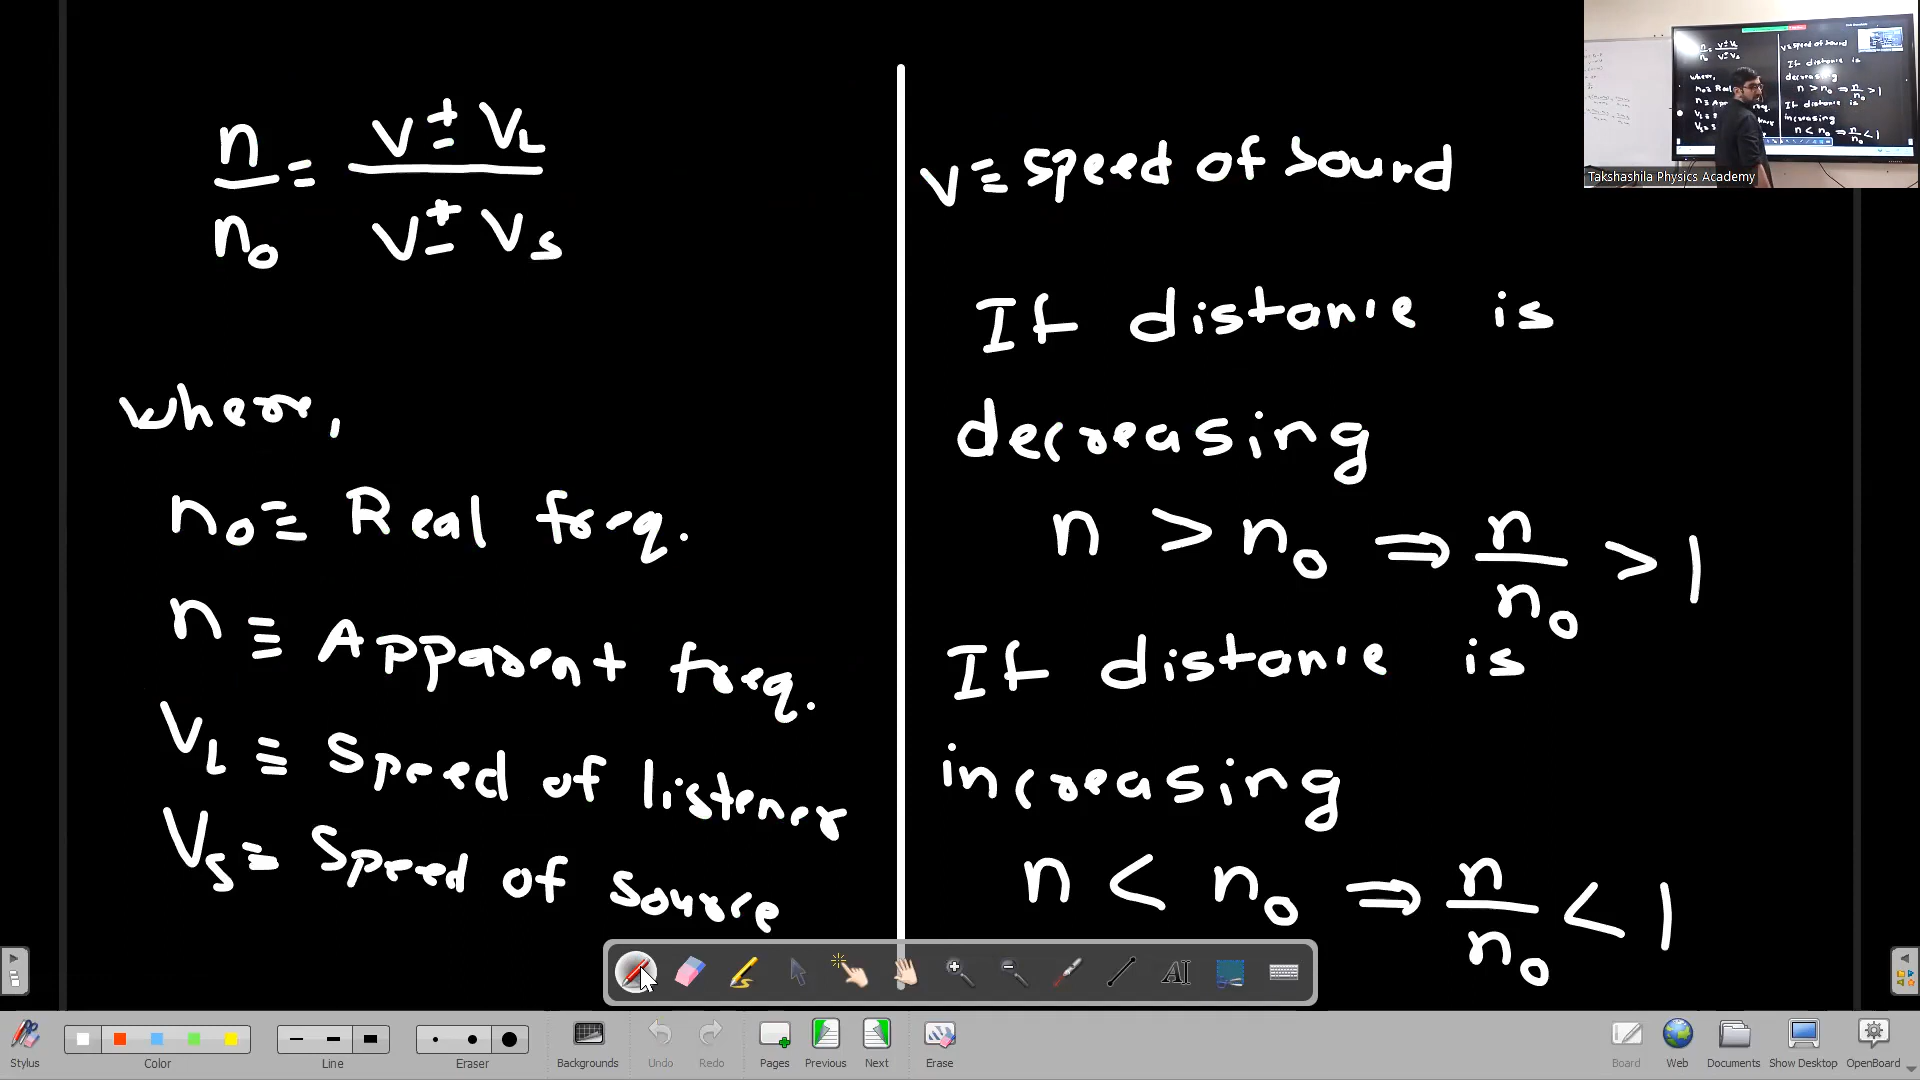 n/n₀ = (v ± v_L)/(v ± v_s)
where,
n₀ ≡ Real freq.
n ≡ Apparent freq.
V_L ≡ Speed of listener
V_s ≡ Speed of source
v ≡ speed of sound
If distance is
decreasing
n > n₀ ⇒ n/n₀ > 1
If distance is
increasing
n < n₀ ⇒ n/n₀ < 1
Takshashila Physics Academy
Stylus
Color
Line
Eraser
Backgrounds
Undo
Redo
Pages
Previous
Next
Erase
Board
Web
Documents
Show Desktop
OpenBoard